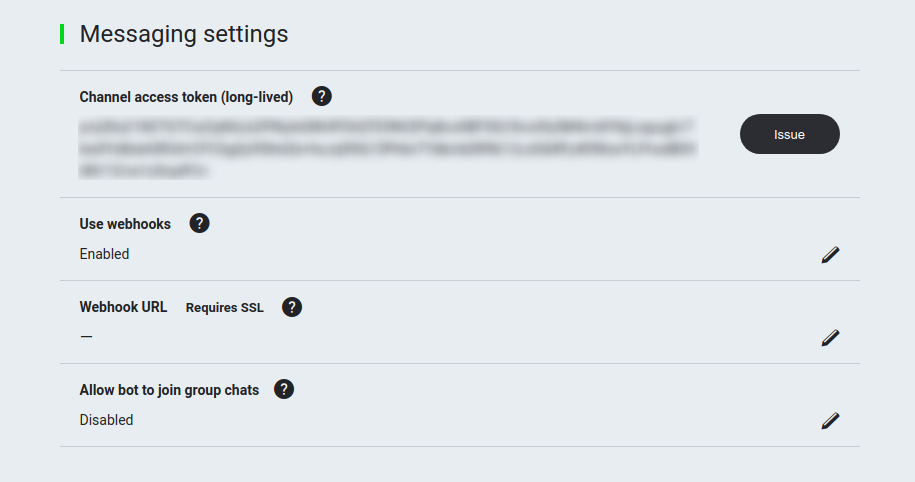 Messaging settings
Channel access token (long-lived) ?
Issue
Use webhooks ?
Enabled
Webhook URL Requires SSL ?
—
Allow bot to join group chats ?
Disabled